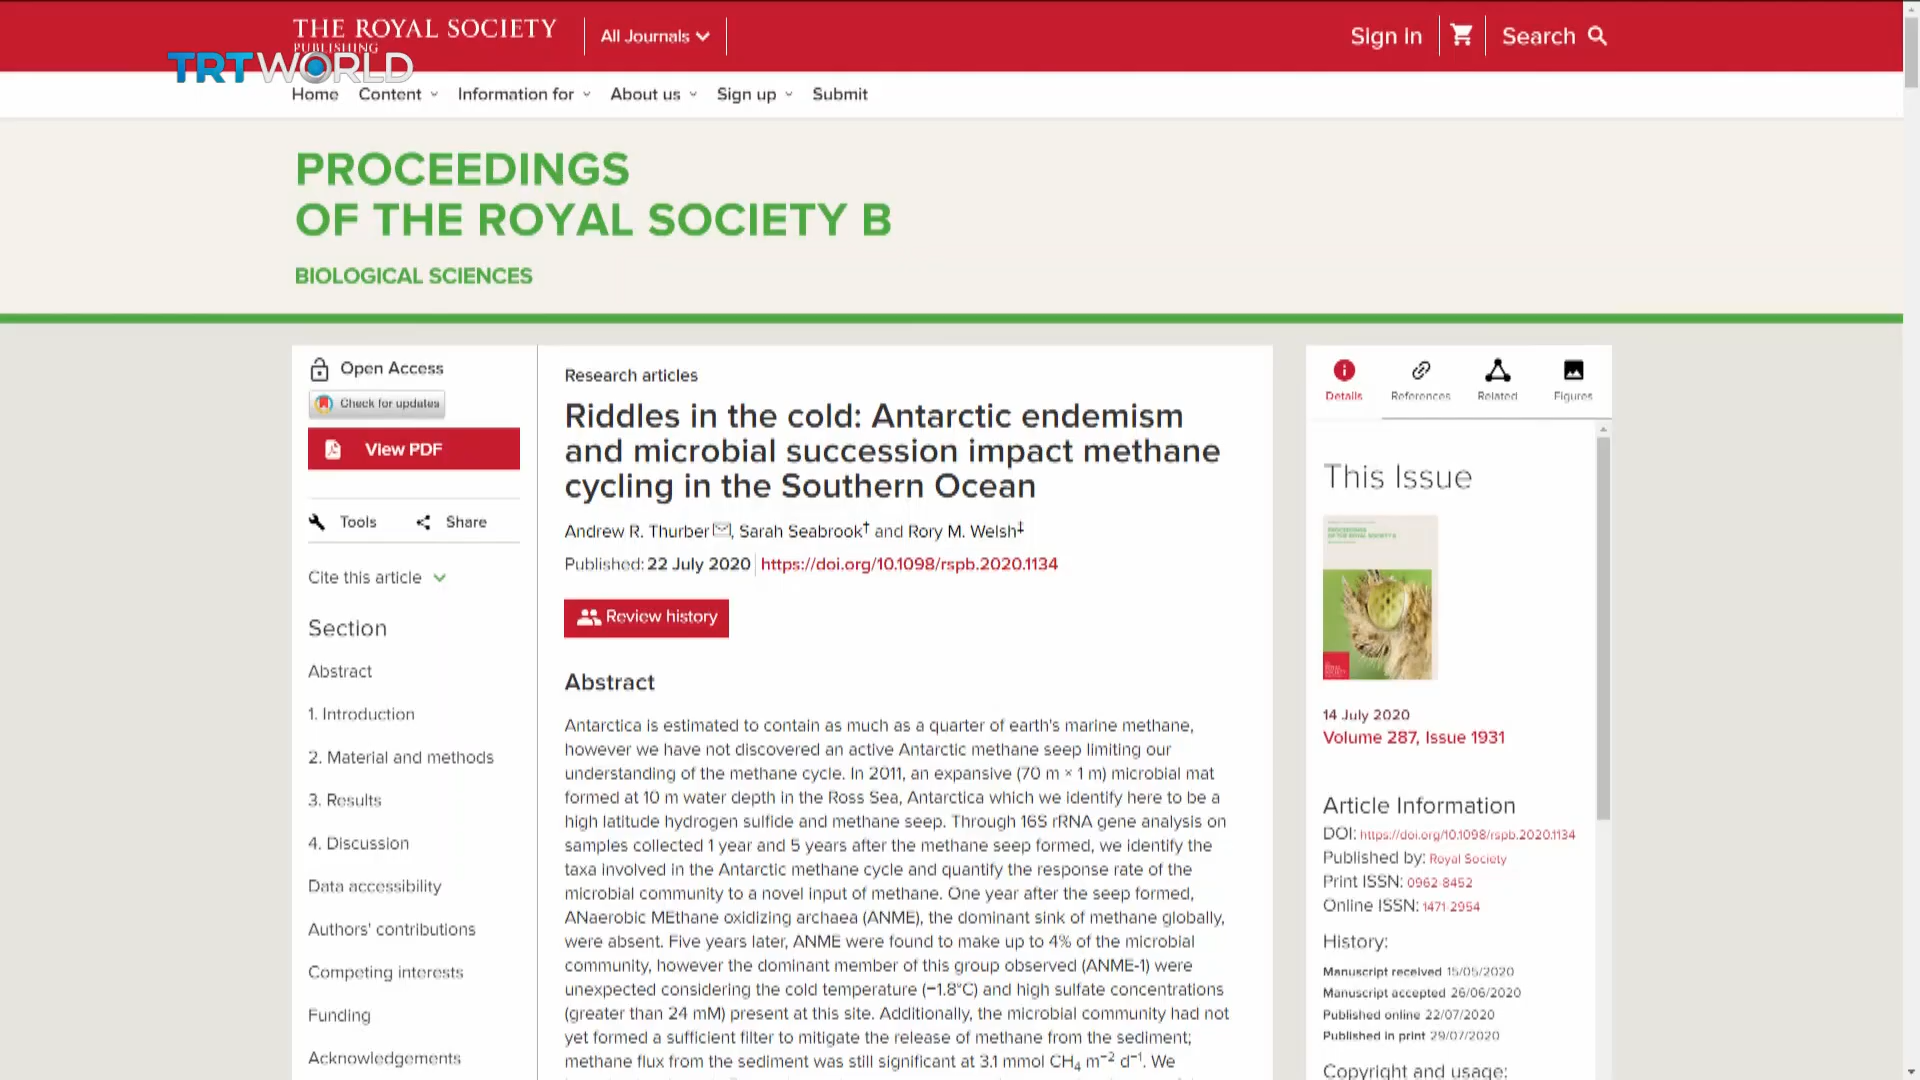 THE ROYAL SOCIETY
PUBLISHING
All Journals
Sign In
Search
TRTWORLD
Home
Content
Information for
About us
Sign up
Submit
PROCEEDINGS
OF THE ROYAL SOCIETY B
BIOLOGICAL SCIENCES
Open Access
Check for updates
View PDF
Tools
Share
Cite this article
Section
Abstract
1. Introduction
2. Material and methods
3. Results
4. Discussion
Data accessibility
Authors' contributions
Competing interests
Funding
Acknowledgements
Research articles
Riddles in the cold: Antarctic endemism
and microbial succession impact methane
cycling in the Southern Ocean
Andrew R. Thurber, Sarah Seabrook† and Rory M. Welsh‡
Published: 22 July 2020 https://doi.org/10.1098/rspb.2020.1134
Review history
Abstract
Antarctica is estimated to contain as much as a quarter of earth's marine methane,
however we have not discovered an active Antarctic methane seep limiting our
understanding of the methane cycle. In 2011, an expansive (70 m × 1 m) microbial mat
formed at 10 m water depth in the Ross Sea, Antarctica which we identify here to be a
high latitude hydrogen sulfide and methane seep. Through 16S rRNA gene analysis on
samples collected 1 year and 5 years after the methane seep formed, we identify the
taxa involved in the Antarctic methane cycle and quantify the response rate of the
microbial community to a novel input of methane. One year after the seep formed,
ANaerobic MEthane oxidizing archaea (ANME), the dominant sink of methane globally,
were absent. Five years later, ANME were found to make up to 4% of the microbial
community, however the dominant member of this group observed (ANME-1) were
unexpected considering the cold temperature (−1.8°C) and high sulfate concentrations
(greater than 24 mM) present at this site. Additionally, the microbial community had not
yet formed a sufficient filter to mitigate the release of methane from the sediment;
methane flux from the sediment was still significant at 3.1 mmol CH₄ m⁻² d⁻¹. We
Details
References
Related
Figures
This Issue
PROCEEDINGS
OF THE ROYAL SOCIETY B
14 July 2020
Volume 287, Issue 1931
Article Information
DOI: https://doi.org/10.1098/rspb.2020.1134
Published by: Royal Society
Print ISSN: 0962-8452
Online ISSN: 1471-2954
History:
Manuscript received 15/05/2020
Manuscript accepted 26/06/2020
Published online 22/07/2020
Published in print 29/07/2020
Copyright and usage: